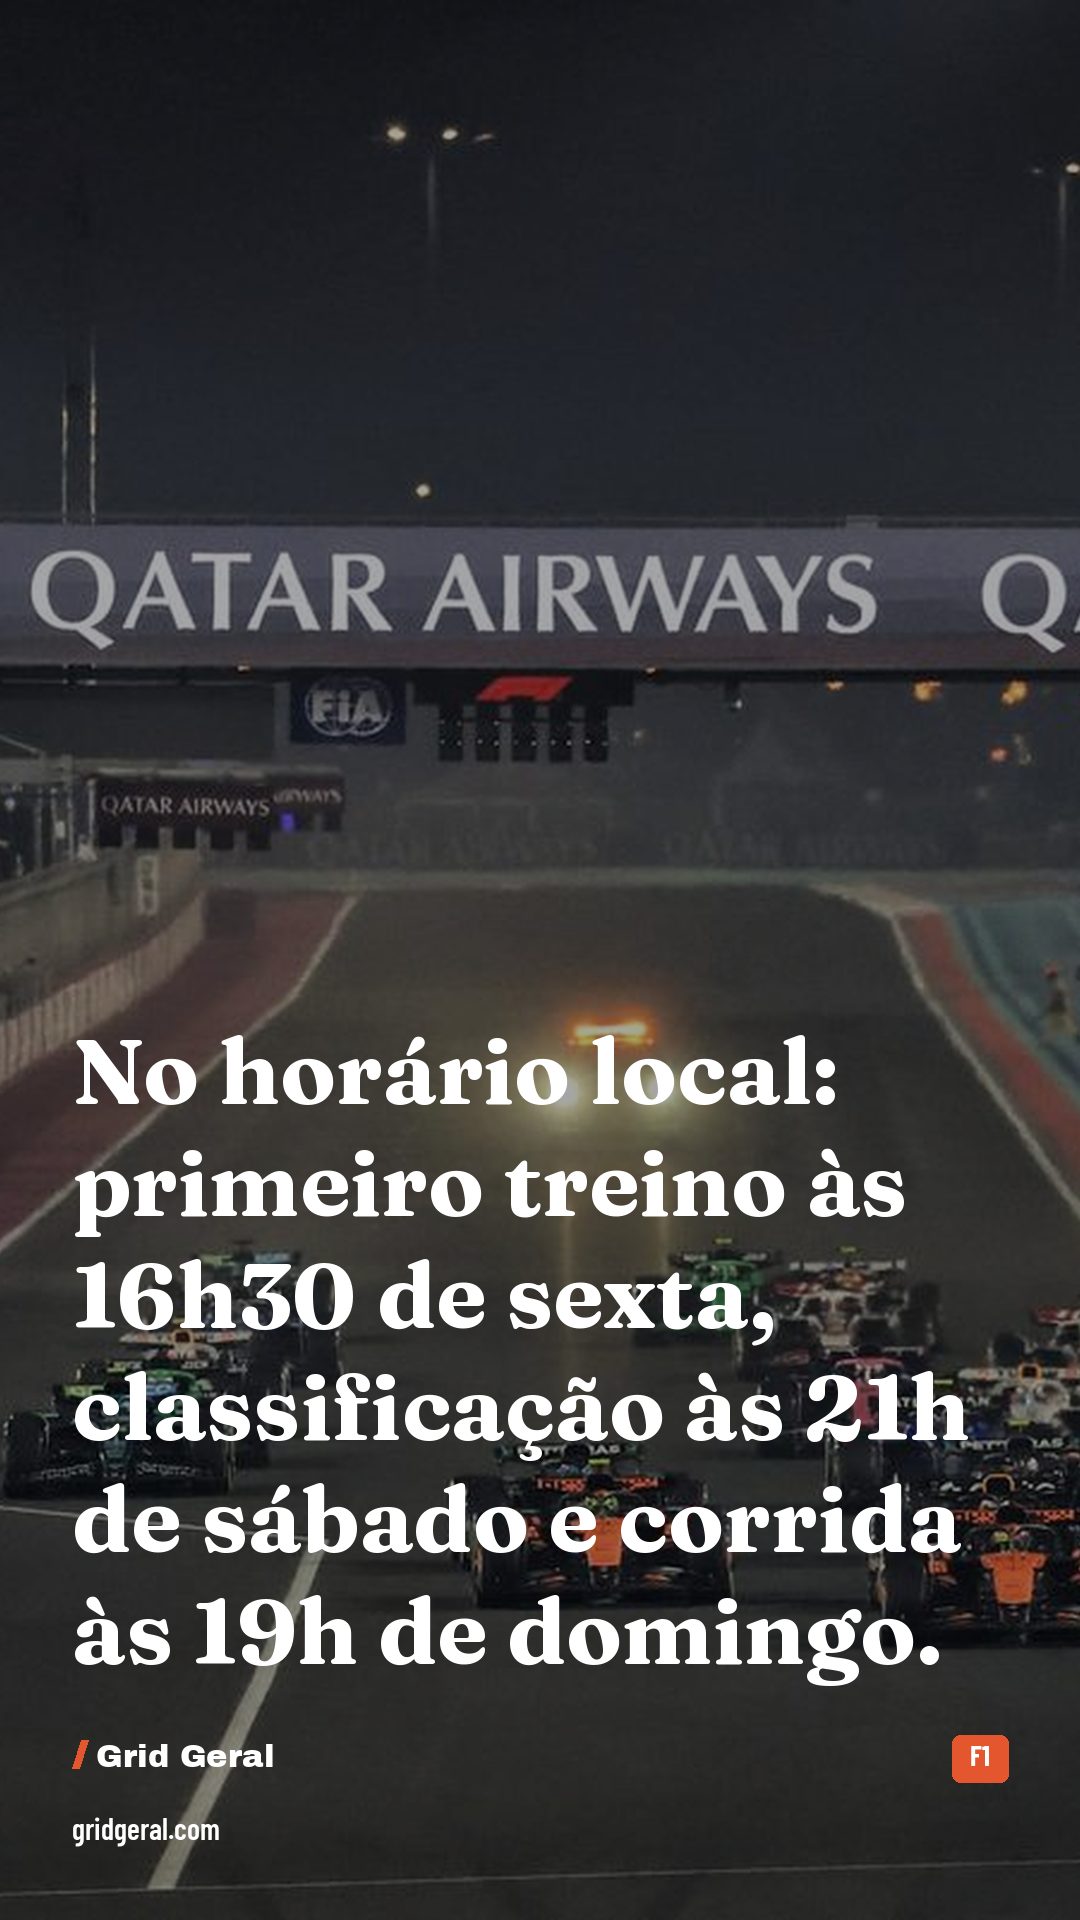 QATAR AIRWAYS Q
FIA
QATAR AIRWAYS
No horário local:
primeiro treino às
16h30 de sexta,
classificação às 21h
de sábado e corrida
às 19h de domingo.
/ Grid Geral
F1
gridgeral.com